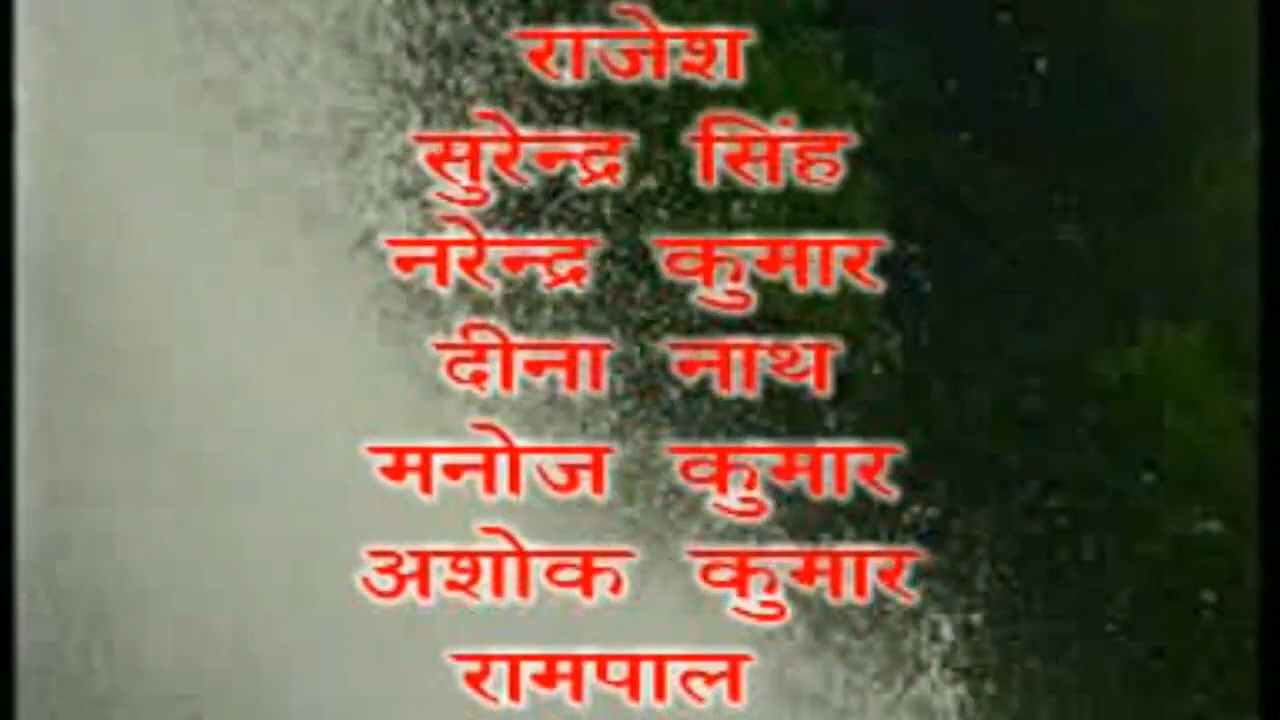 राजेश
सुरेन्द्र सिंह
नरेन्द्र कुमार
दीना नाथ
मनोज कुमार
अशोक कुमार
रामपाल